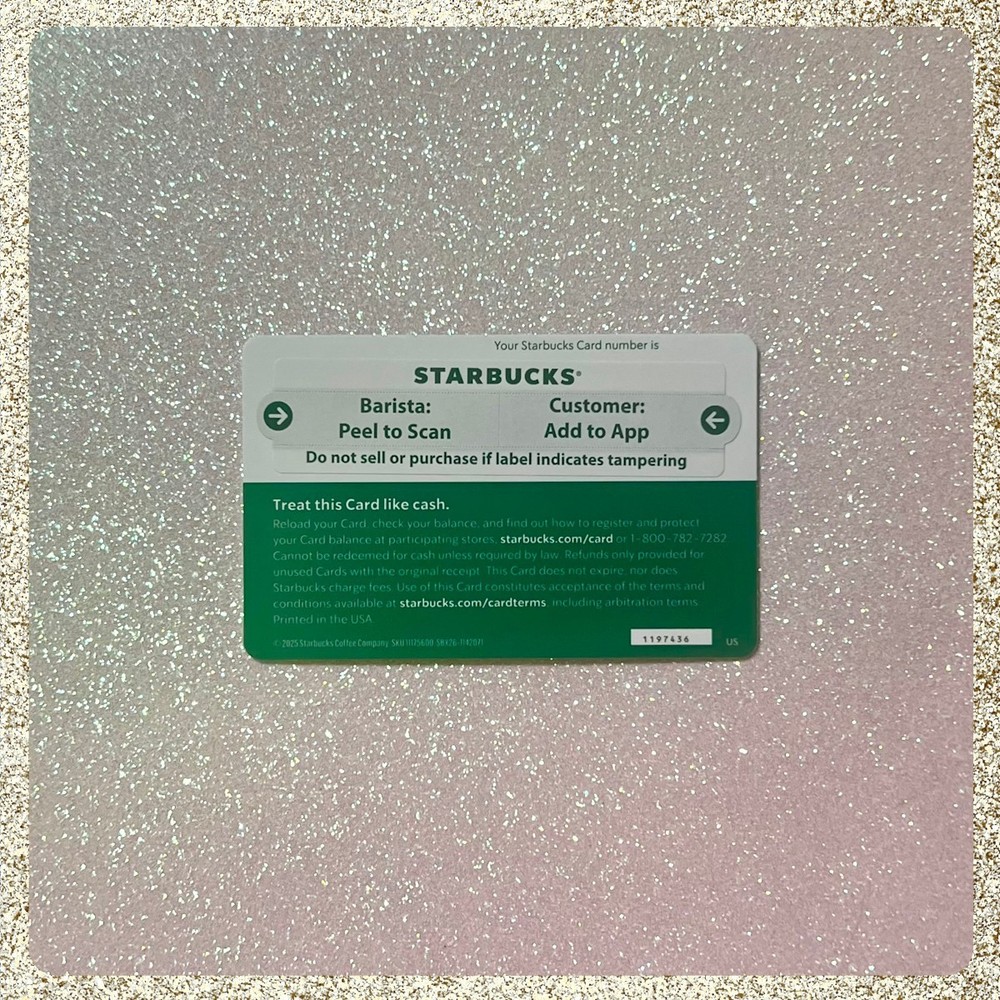 Your Starbucks Card number is
STARBUCKS®
Barista: Customer:
Peel to Scan Add to App
Do not sell or purchase if label indicates tampering
Treat this Card like cash.
Reload your Card, check your balance, and find out how to register and protect
your Card balance at participating stores, starbucks.com/card or 1-800-782-7282
Cannot be redeemed for cash unless required by law. Refunds only provided for
unused Cards with the original receipt. This Card does not expire, nor does
Starbucks charge fees. Use of this Card constitutes acceptance of the terms and
conditions available at starbucks.com/cardterms, including arbitration terms.
Printed in the USA.
© 2025 Starbucks Coffee Company.
1197436 US